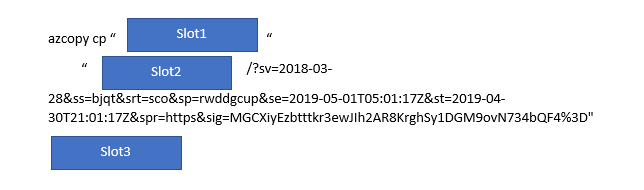 azcopy cp “ Slot1 “
“ Slot2 /?sv=2018-03-
28&ss=bjqt&srt=sco&sp=rwddgcup&se=2019-05-01T05:01:17Z&st=2019-04-
30T21:01:17Z&spr=https&sig=MGCXiyEzbtttkr3ewJIh2AR8KrghSy1DGM9ovN734bQF4%3D"
Slot3